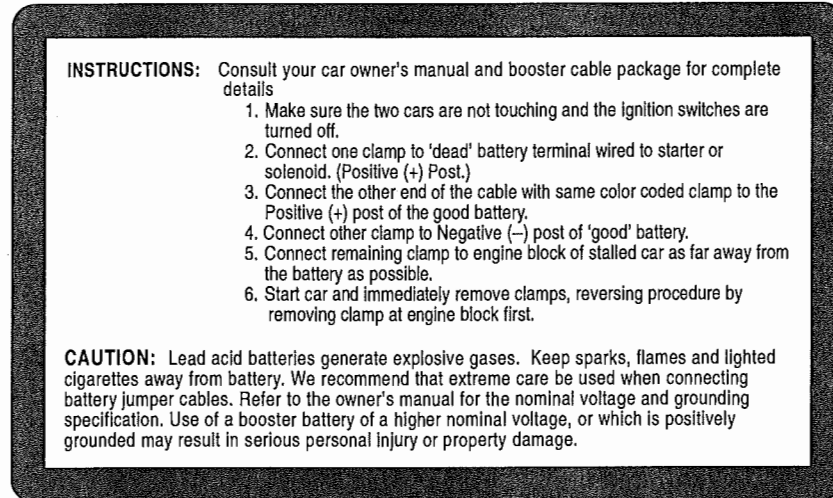 INSTRUCTIONS: Consult your car owner's manual and booster cable package for complete
details
1. Make sure the two cars are not touching and the ignition switches are
turned off.
2. Connect one clamp to 'dead' battery terminal wired to starter or
solenoid. (Positive (+) Post.)
3. Connect the other end of the cable with same color coded clamp to the
Positive (+) post of the good battery.
4. Connect other clamp to Negative (–) post of 'good' battery.
5. Connect remaining clamp to engine block of stalled car as far away from
the battery as possible.
6. Start car and immediately remove clamps, reversing procedure by
removing clamp at engine block first.
CAUTION: Lead acid batteries generate explosive gases. Keep sparks, flames and lighted
cigarettes away from battery. We recommend that extreme care be used when connecting
battery jumper cables. Refer to the owner's manual for the nominal voltage and grounding
specification. Use of a booster battery of a higher nominal voltage, or which is positively
grounded may result in serious personal injury or property damage.